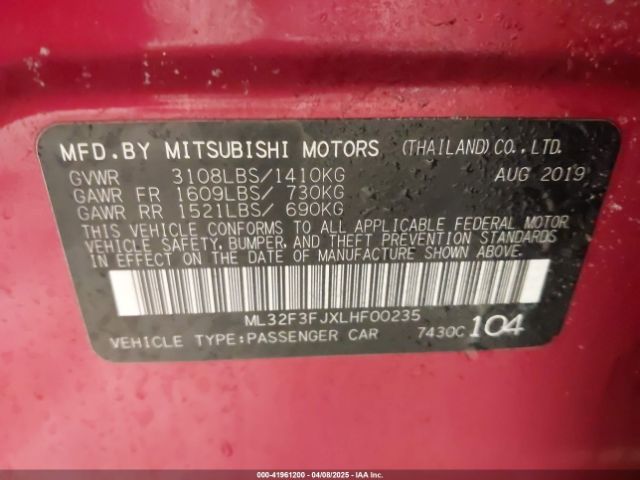 MFD. BY MITSUBISHI MOTORS (THAILAND) CO., LTD.
GVWR 3108LBS/1410KG AUG 2019
GAWR FR 1609LBS/ 730KG
GAWR RR 1521LBS/ 690KG
THIS VEHICLE CONFORMS TO ALL APPLICABLE FEDERAL MOTOR
VEHICLE SAFETY, BUMPER, AND THEFT PREVENTION STANDARDS
IN EFFECT ON THE DATE OF MANUFACTURE SHOWN ABOVE.
ML32F3FJXLHF00235
VEHICLE TYPE:PASSENGER CAR 7430C 104
000-41961200 - 04/08/2025 - IAAI.COM